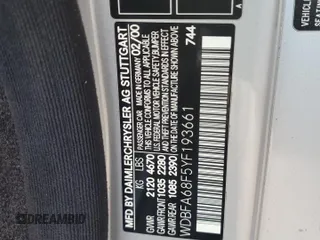 MFD BY DAIMLERCHRYSLER AG STUTTGART
GERMANY 02/00
PASSENGER CAR
THIS VEHICLE CONFORMS TO ALL APPLICABLE
U.S. FEDERAL MOTOR VEHICLE SAFETY, BUMPER
AND THEFT PREVENTION STANDARDS IN EFFECT
ON THE DATE OF MANUFACTURE SHOWN ABOVE
KG LBS
GVWR 2120 4670
GAWR/FRONT 1035 2280
GAWR/REAR 1085 2390
744
WDBFA68F5YF193661
VEHICLE
DREAMBID